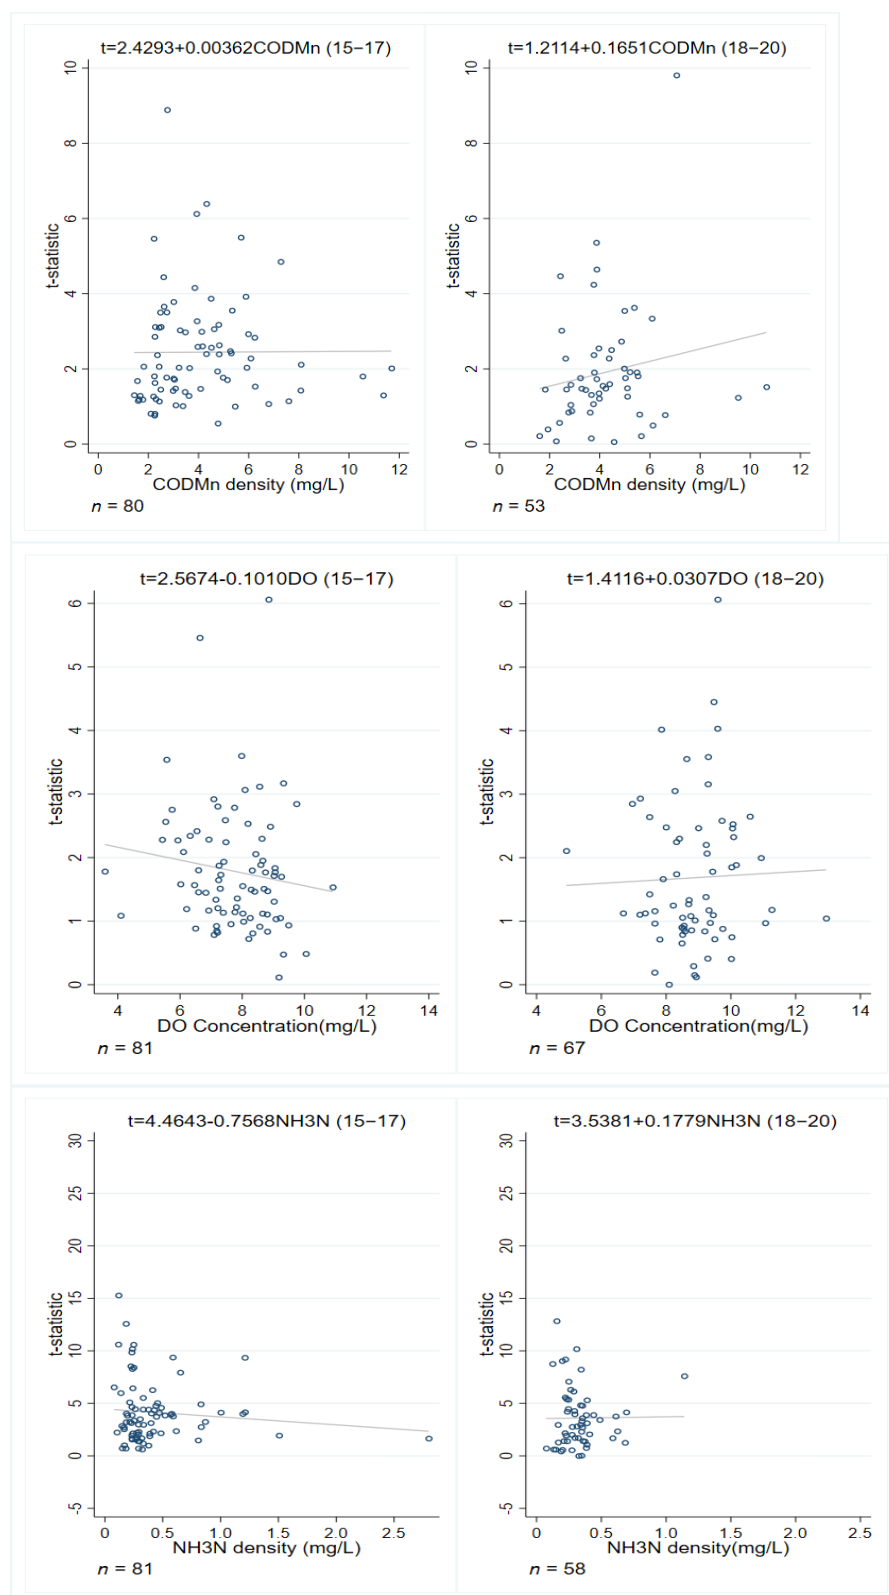 t=2.4293+0.00362CODMn (15−17)
t-statistic
10
8
6
4
2
0
0 2 4 6 8 10 12
CODMn density (mg/L)
n = 80
t=1.2114+0.1651CODMn (18−20)
t-statistic
10
8
6
4
2
0
0 2 4 6 8 10 12
CODMn density (mg/L)
n = 53
t=2.5674-0.1010DO (15−17)
t-statistic
6
5
4
3
2
1
0
4 6 8 10 12 14
DO Concentration(mg/L)
n = 81
t=1.4116+0.0307DO (18−20)
t-statistic
6
5
4
3
2
1
0
4 6 8 10 12 14
DO Concentration(mg/L)
n = 67
t=4.4643-0.7568NH3N (15−17)
t-statistic
30
25
20
15
10
5
0
-5
0 0.5 1.0 1.5 2.0 2.5
NH3N density (mg/L)
n = 81
t=3.5381+0.1779NH3N (18−20)
t-statistic
30
25
20
15
10
5
0
-5
0 0.5 1.0 1.5 2.0 2.5
NH3N density(mg/L)
n = 58